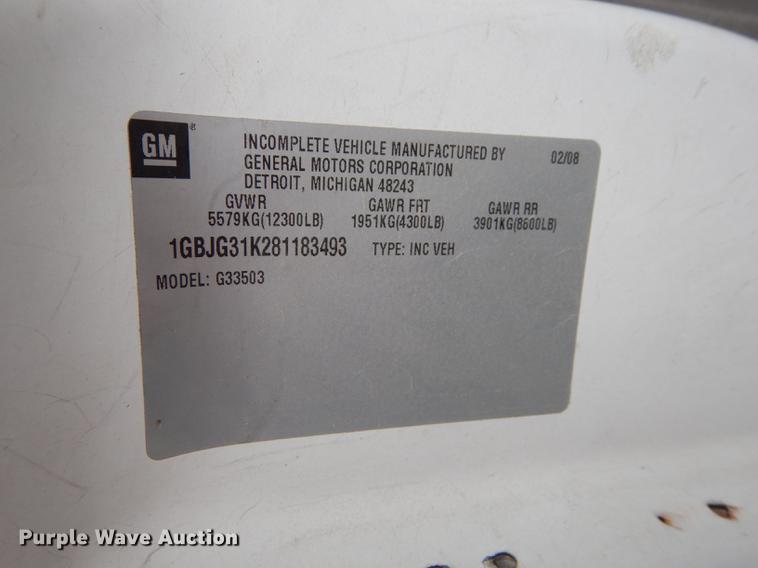 GM
INCOMPLETE VEHICLE MANUFACTURED BY 02/08
GENERAL MOTORS CORPORATION
DETROIT, MICHIGAN 48243
GVWR GAWR FRT GAWR RR
5579KG(12300LB) 1951KG(4300LB) 3901KG(8600LB)
1GBJG31K281183493 TYPE: INC VEH
MODEL: G33503
Purple Wave Auction